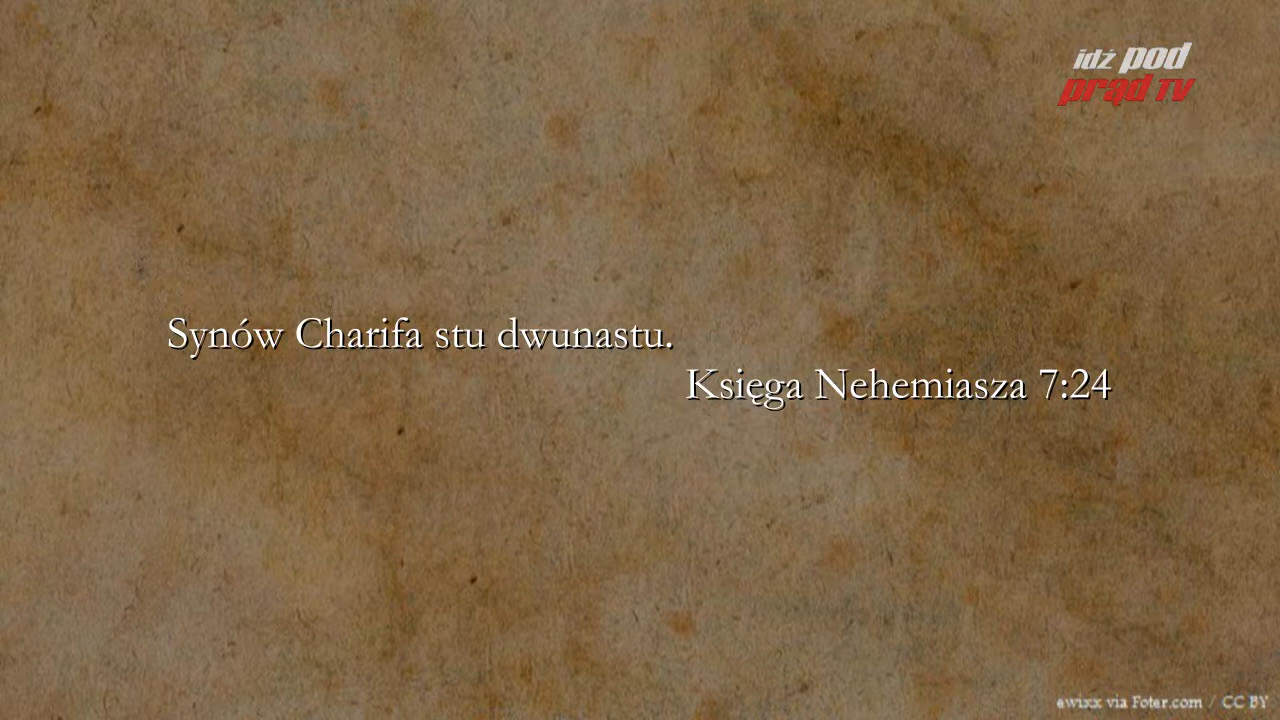 idź pod
prąd TV
Synów Charifa stu dwunastu.
Księga Nehemiasza 7:24
ewixx via Foter.com / CC BY